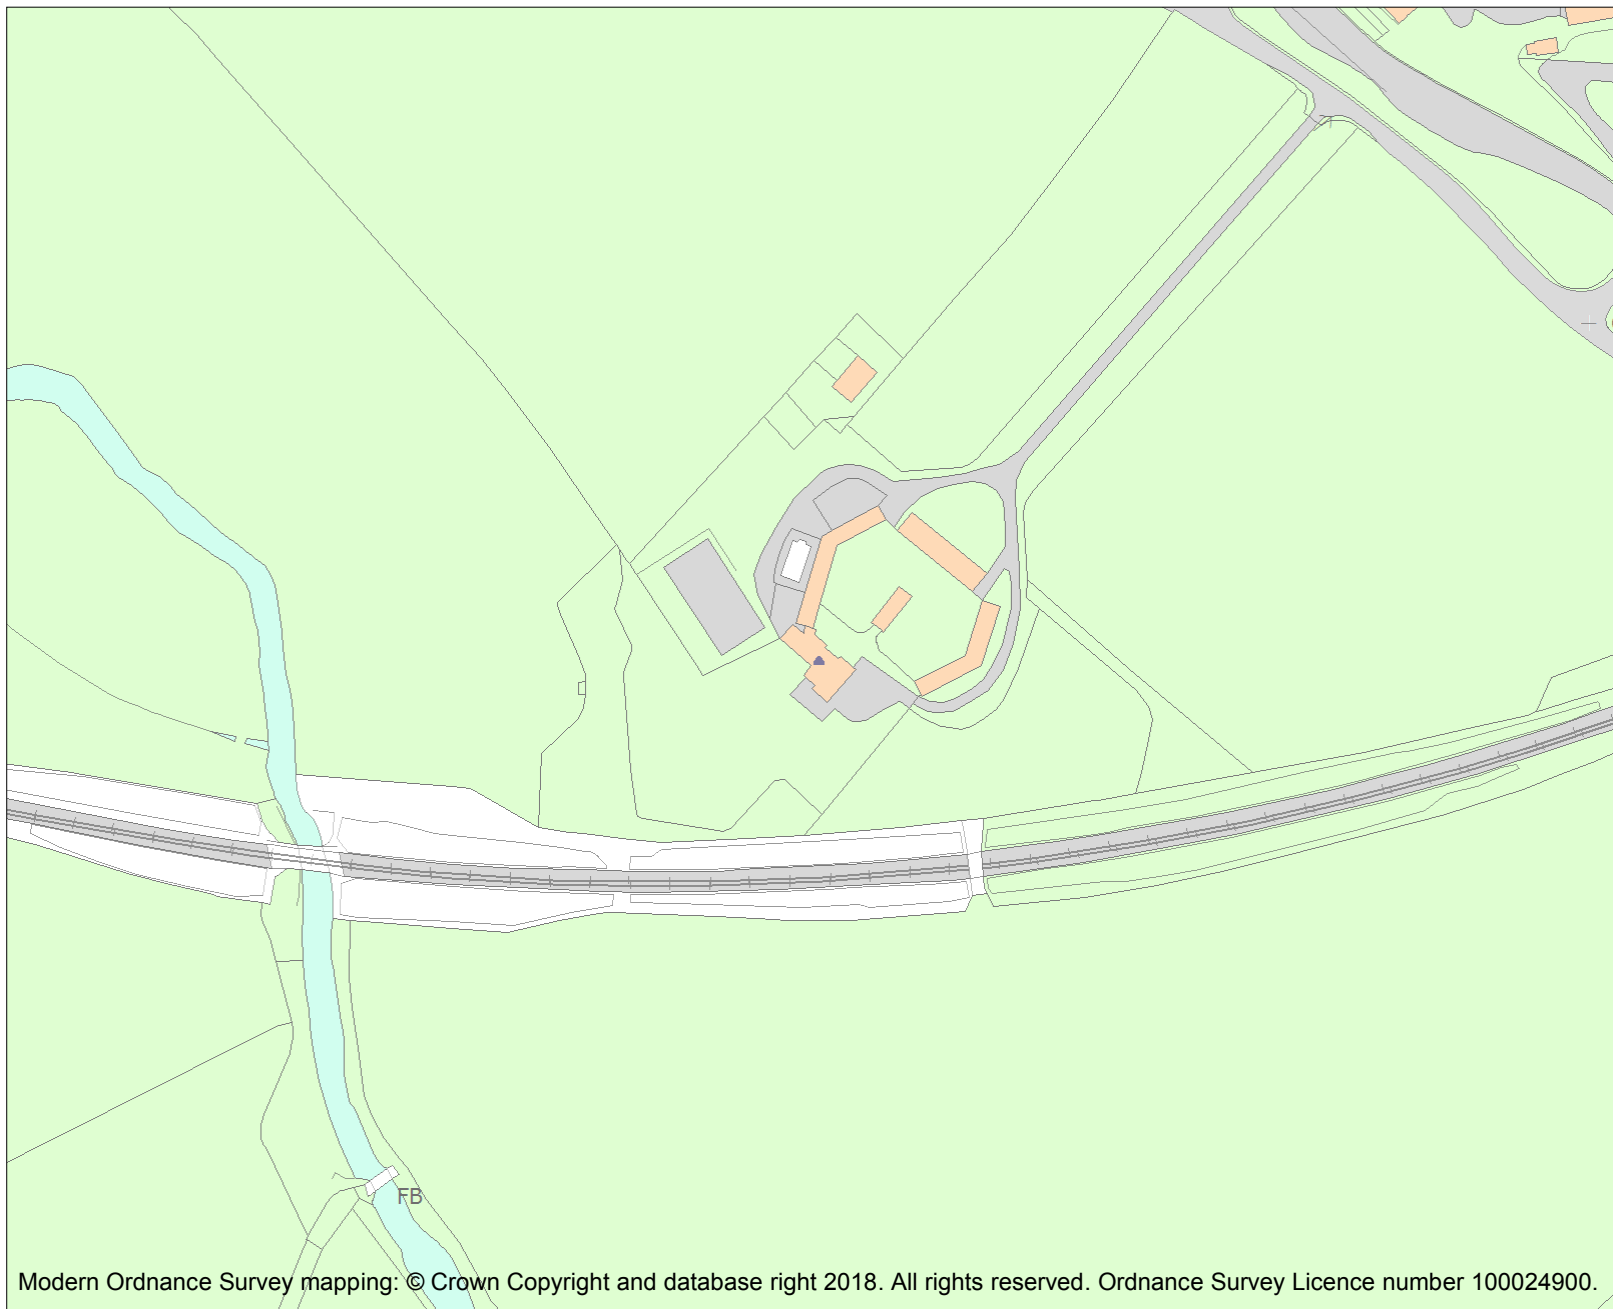 FB
Modern Ordnance Survey mapping: © Crown Copyright and database right 2018. All rights reserved. Ordnance Survey Licence number 100024900.